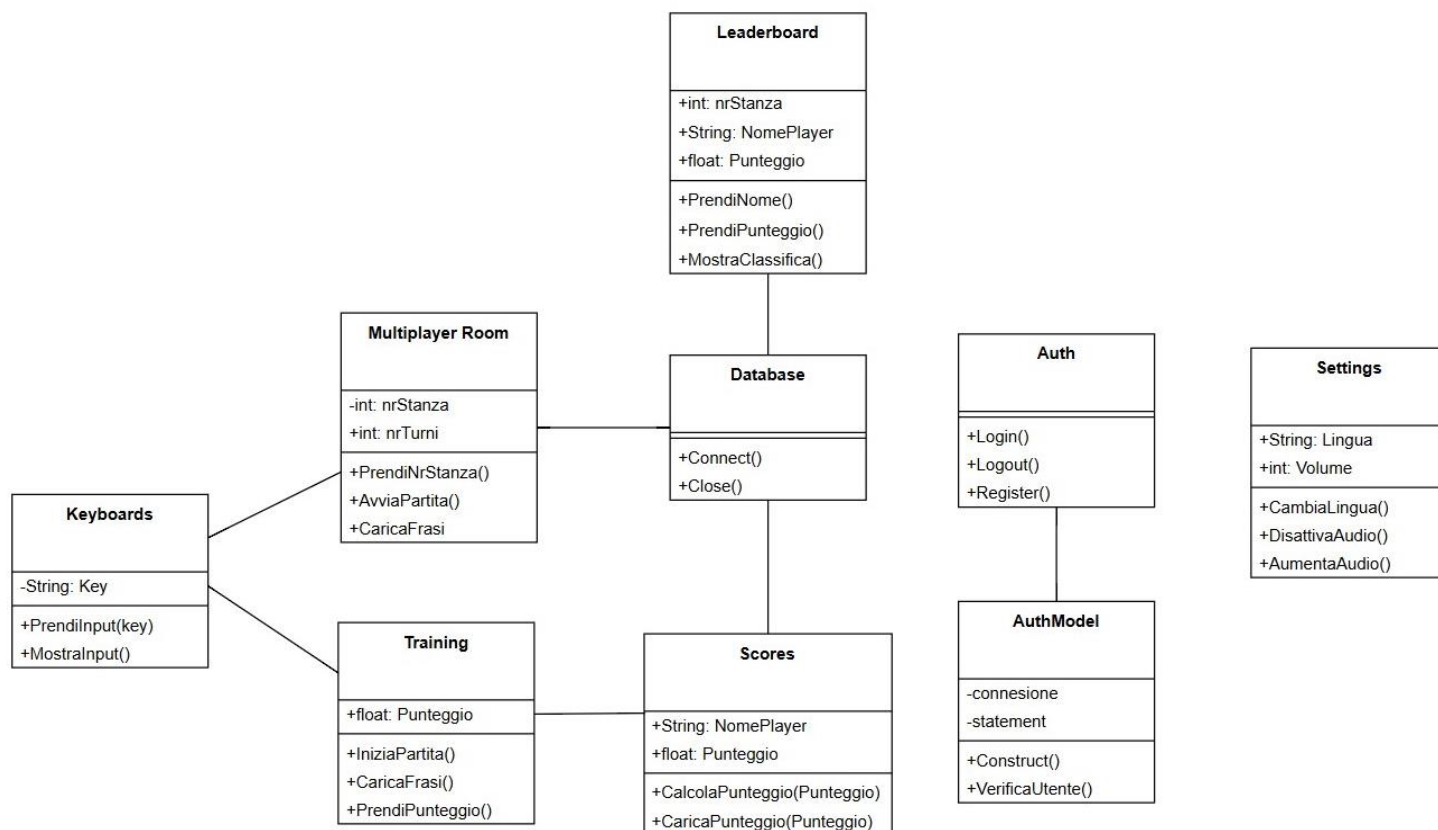 Leaderboard
+int: nrStanza
+String: NomePlayer
+float: Punteggio
+PrendiNome()
+PrendiPunteggio()
+MostraClassifica()
Multiplayer Room
-int: nrStanza
+int: nrTurni
+PrendiNrStanza()
+AvviaPartita()
+CaricaFrasi
Database
+Connect()
+Close()
Auth
+Login()
+Logout()
+Register()
Settings
+String: Lingua
+int: Volume
+CambiaLingua()
+DisattivaAudio()
+AumentaAudio()
Keyboards
-String: Key
+PrendiInput(key)
+MostraInput()
Training
+float: Punteggio
+IniziaPartita()
+CaricaFrasi()
+PrendiPunteggio()
Scores
+String: NomePlayer
+float: Punteggio
+CalcolaPunteggio(Punteggio)
+CaricaPunteggio(Punteggio)
AuthModel
-connesione
-statement
+Construct()
+VerificaUtente()